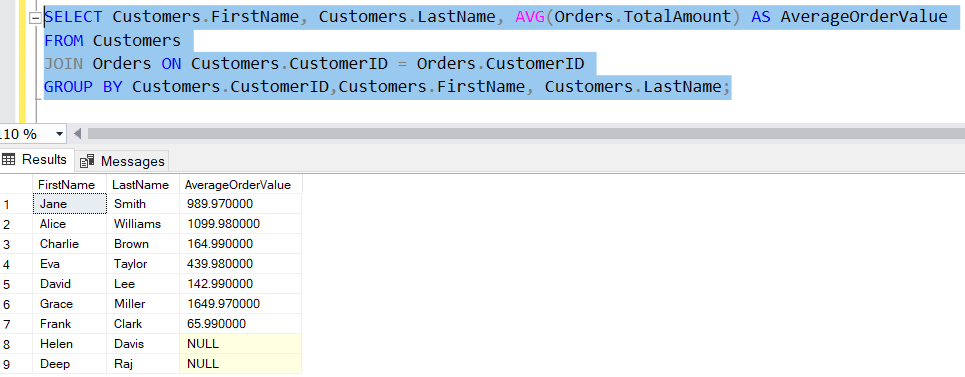 SELECT Customers.FirstName, Customers.LastName, AVG(Orders.TotalAmount) AS AverageOrderValue
FROM Customers
JOIN Orders ON Customers.CustomerID = Orders.CustomerID
GROUP BY Customers.CustomerID,Customers.FirstName, Customers.LastName;
110 %
Results Messages
FirstName LastName AverageOrderValue
1 Jane Smith 989.970000
2 Alice Williams 1099.980000
3 Charlie Brown 164.990000
4 Eva Taylor 439.980000
5 David Lee 142.990000
6 Grace Miller 1649.970000
7 Frank Clark 65.990000
8 Helen Davis NULL
9 Deep Raj NULL